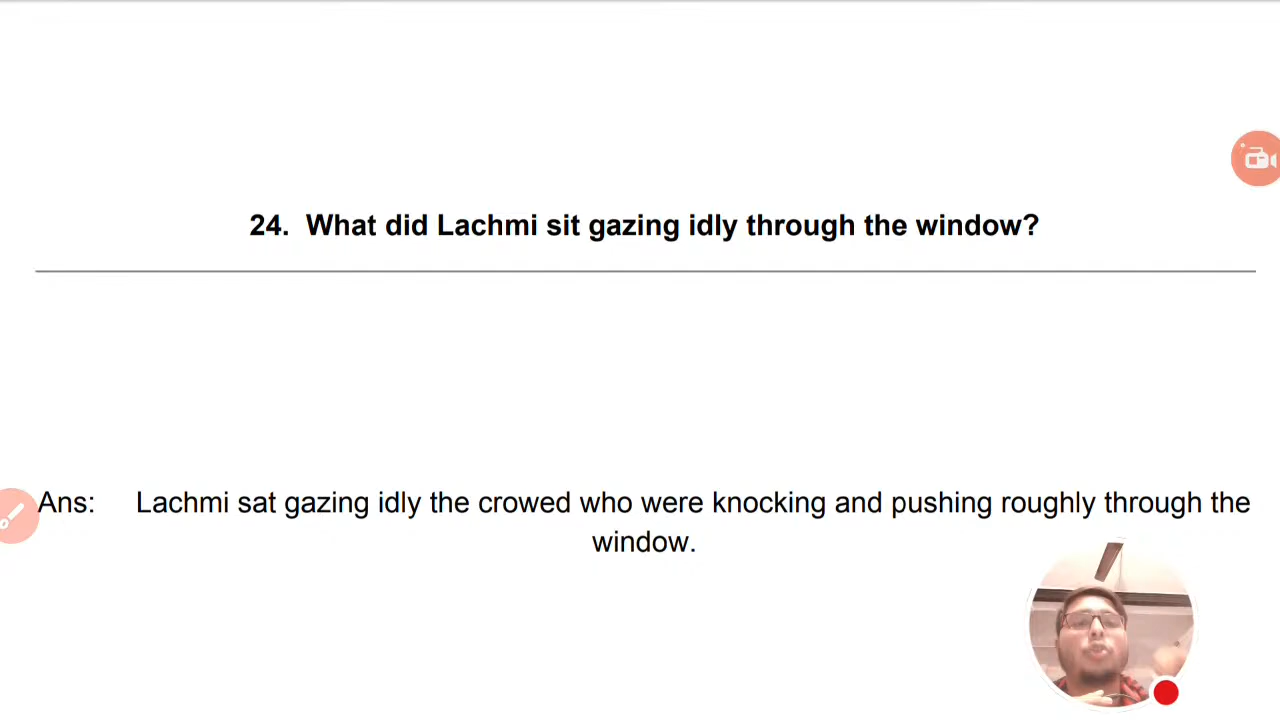 24. What did Lachmi sit gazing idly through the window?
Ans: Lachmi sat gazing idly the crowed who were knocking and pushing roughly through the
window.